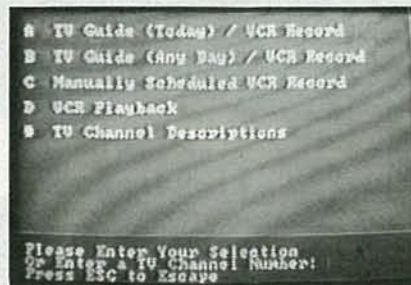 A TV Guide (Today) / VCR Record
B TV Guide (Any Day) / VCR Record
C Manually Scheduled VCR Record
D VCR Playback
9 TV Channel Descriptions
Please Enter Your Selection
Or Enter a TV Channel Number!
Press ESC to Escape